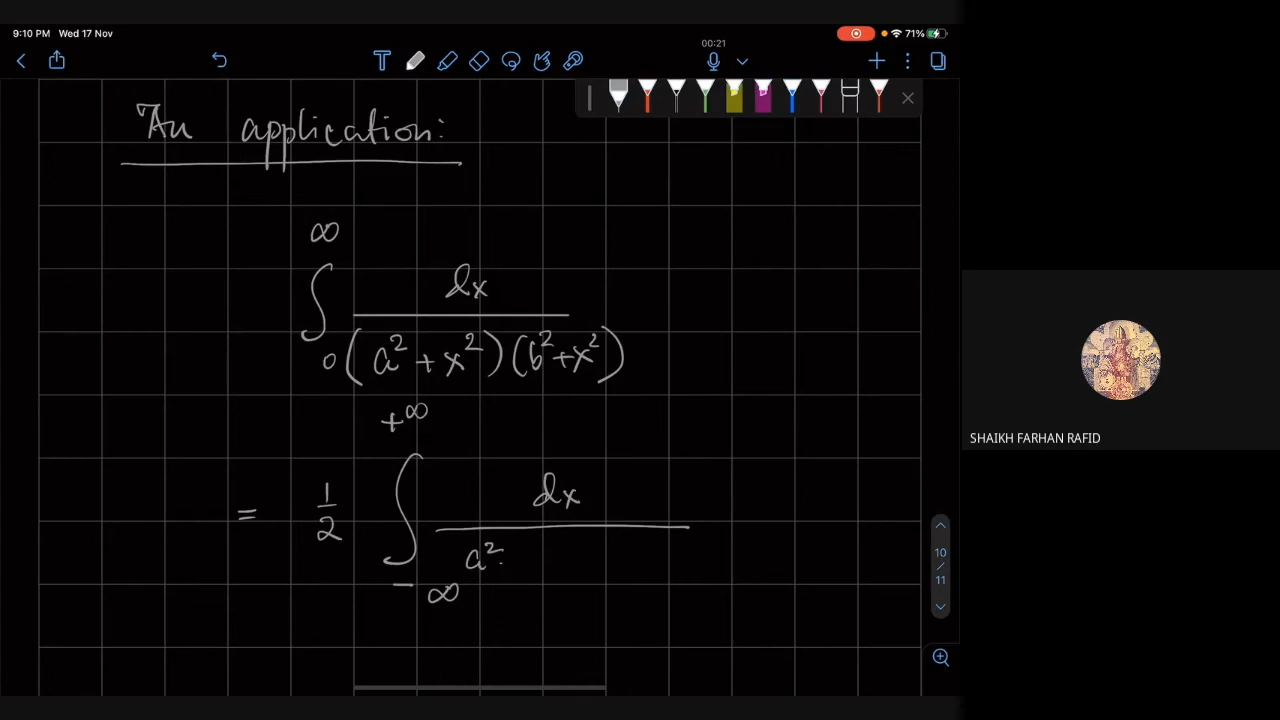 9:10 PM Wed 17 Nov
71%
00:21
T
An application:
∞
∫ dx
0 (a²+x²)(b²+x²)
+∞
= 1/2 ∫ dx
a²
-∞
10
/
11
SHAIKH FARHAN RAFID